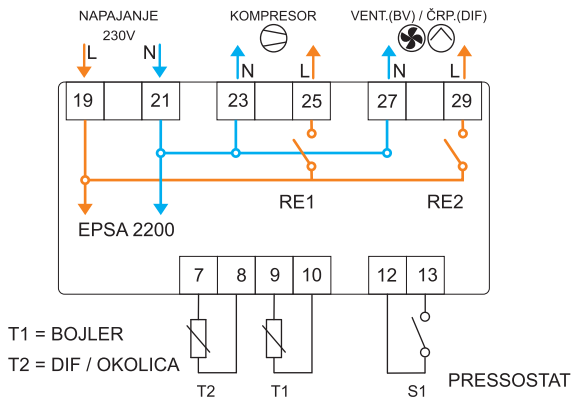 NAPAJANJE
230V
KOMPRESOR
VENT.(BV) / ČRP.(DIF)
L N
N L
N L
19 21 23 25 27 29
RE1 RE2
EPSA 2200
7 8 9 10 12 13
T1 = BOJLER
T2 = DIF / OKOLICA
T2 T1 S1
PRESSOSTAT